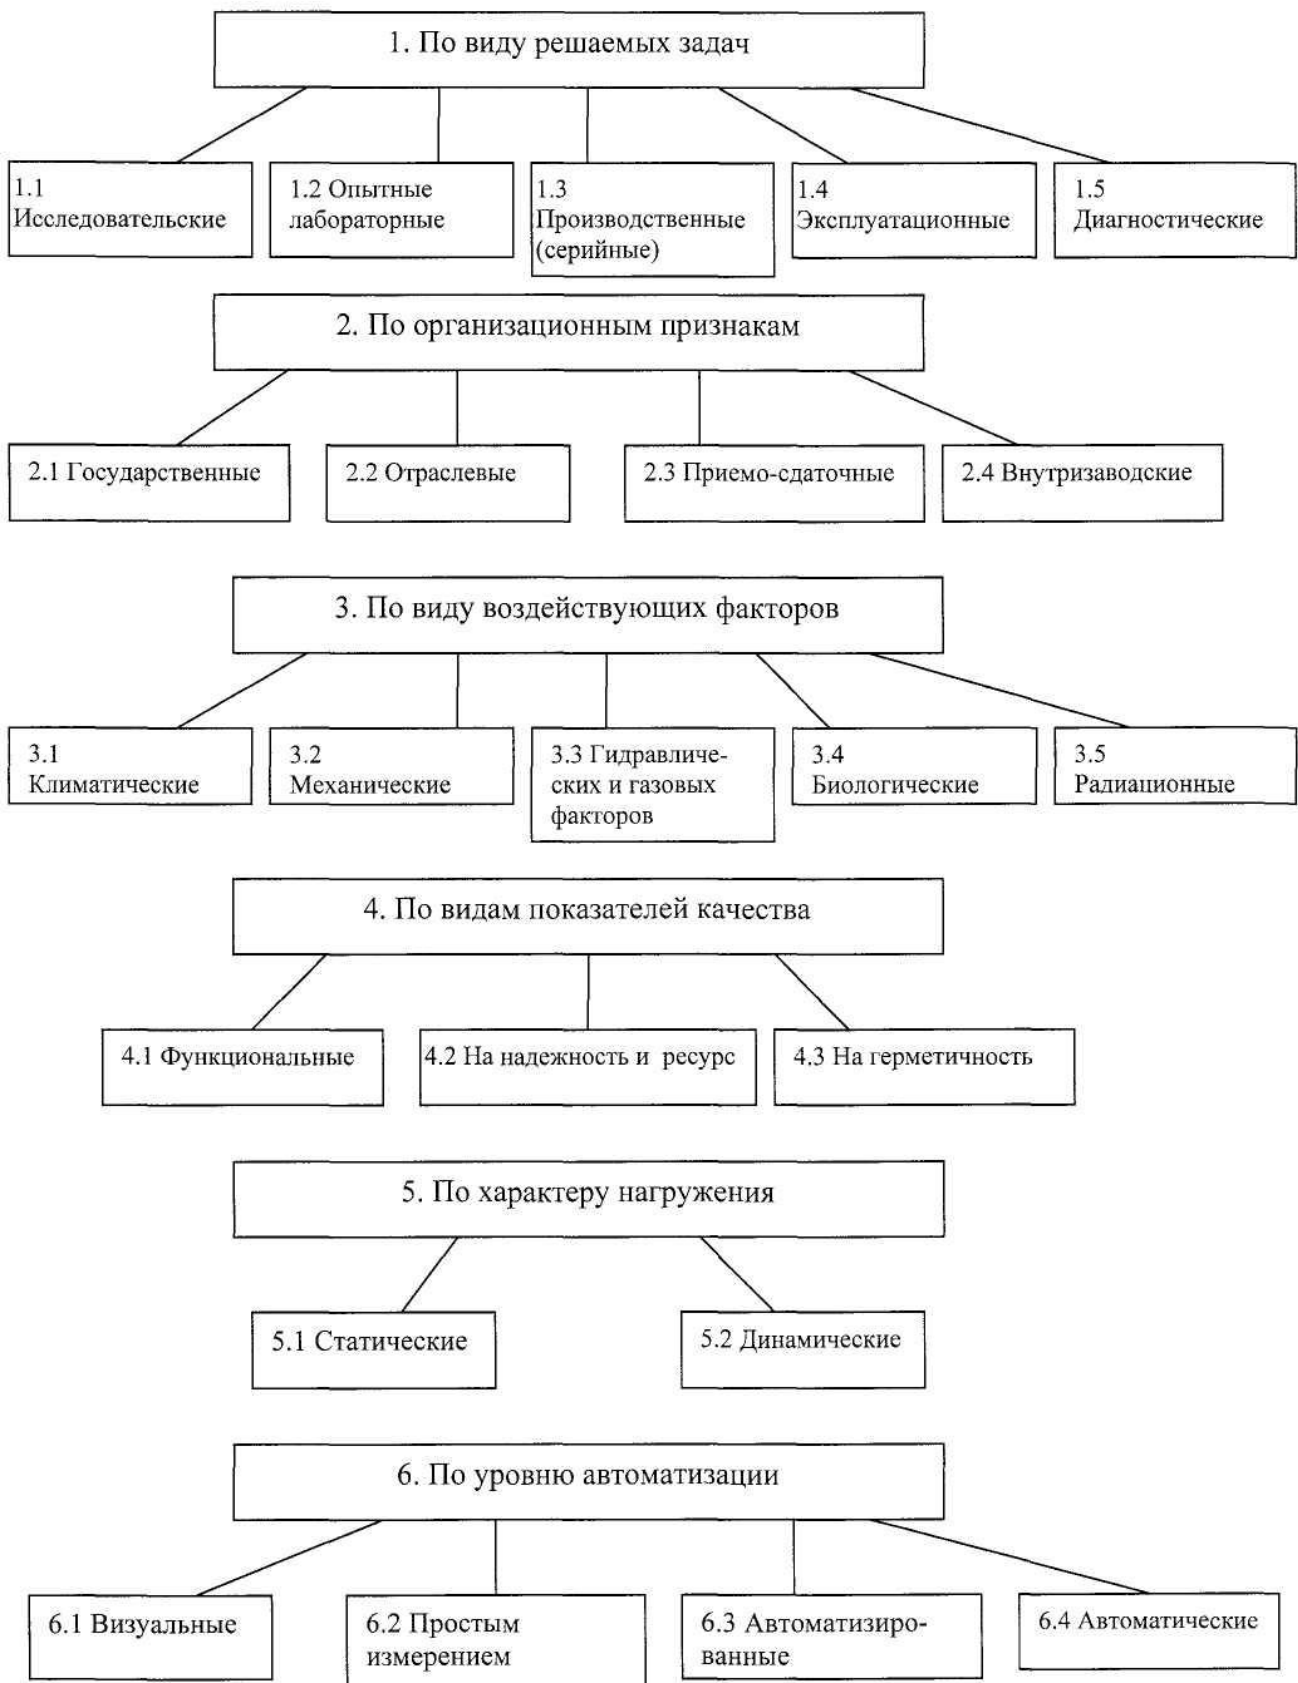 1. По виду решаемых задач
1.1
Исследовательские
1.2 Опытные
лабораторные
1.3
Производственные
(серийные)
1.4
Эксплуатационные
1.5
Диагностические
2. По организационным признакам
2.1 Государственные
2.2 Отраслевые
2.3 Приемо-сдаточные
2.4 Внутризаводские
3. По виду воздействующих факторов
3.1
Климатические
3.2
Механические
3.3 Гидравличе-
ских и газовых
факторов
3.4
Биологические
3.5
Радиационные
4. По видам показателей качества
4.1 Функциональные
4.2 На надежность и ресурс
4.3 На герметичность
5. По характеру нагружения
5.1 Статические
5.2 Динамические
6. По уровню автоматизации
6.1 Визуальные
6.2 Простым
измерением
6.3 Автоматизиро-
ванные
6.4 Автоматические